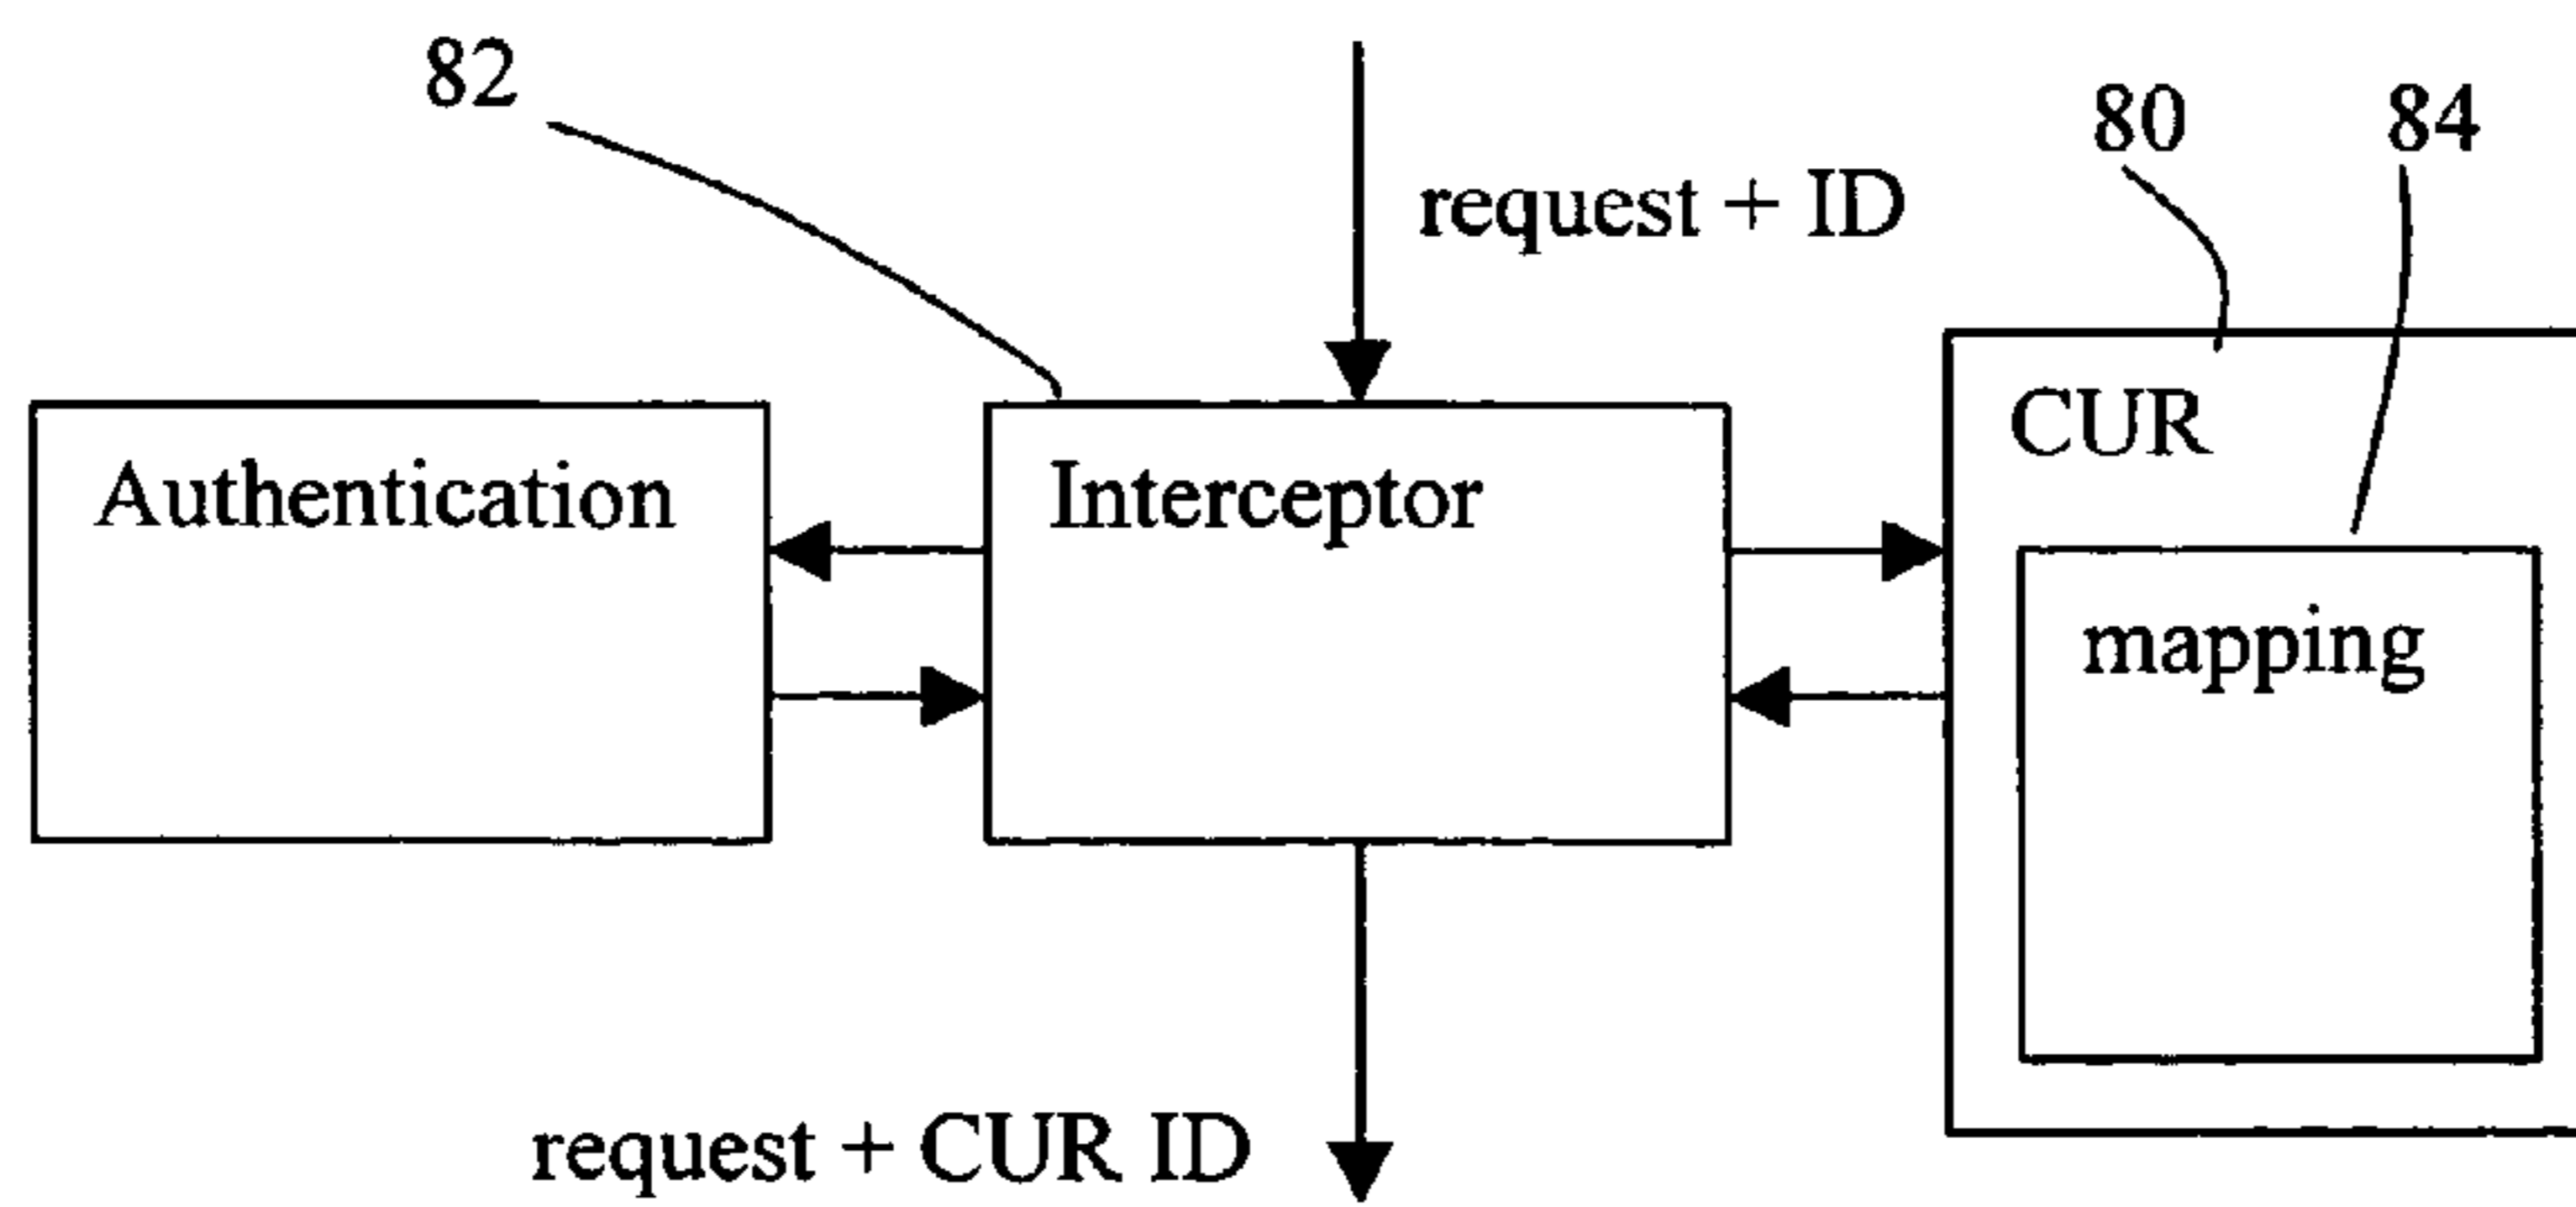 82
80
84
request + ID
CUR
Authentication
Interceptor
mapping
request + CUR ID